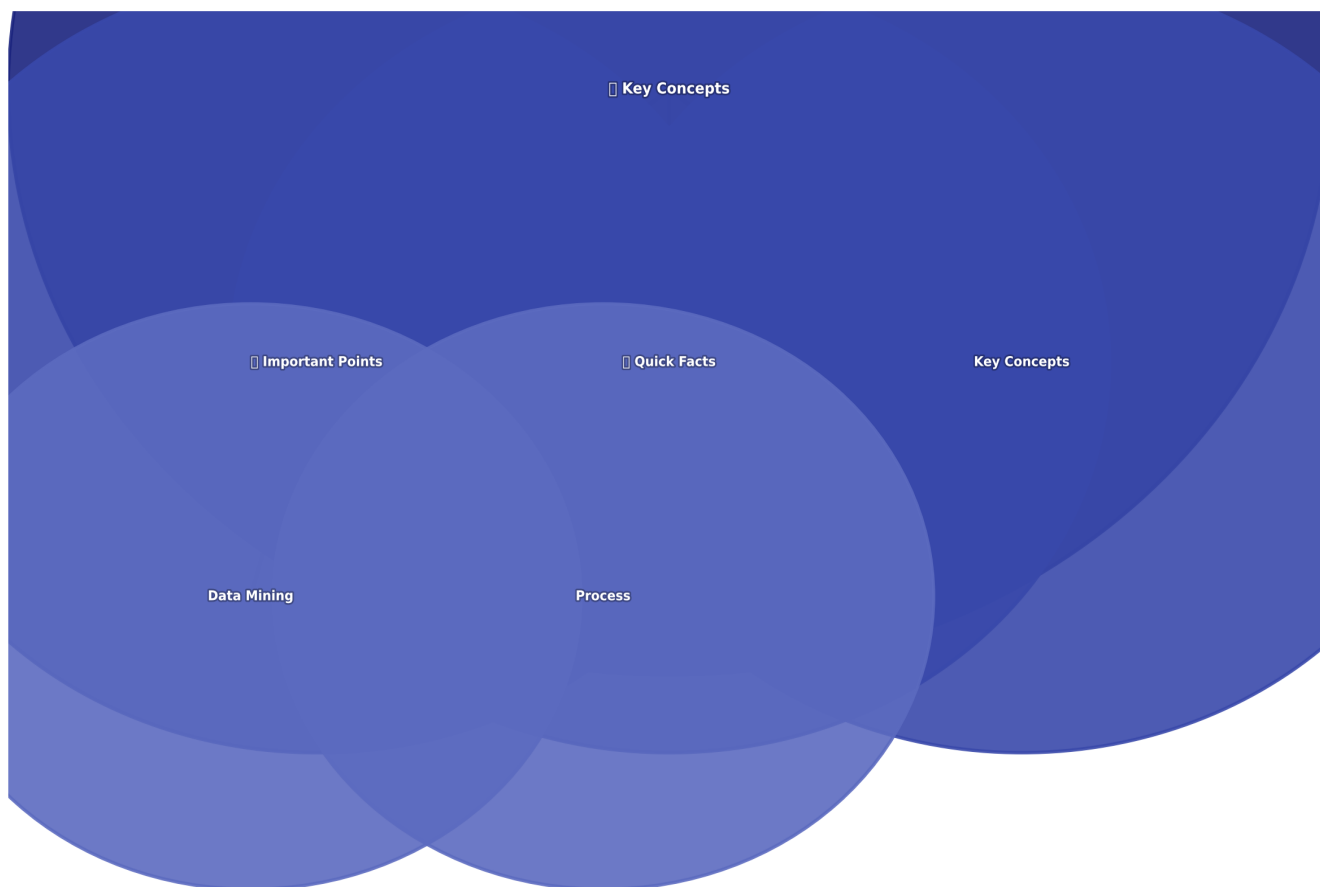 ▯ Key Concepts
▯ Important Points
▯ Quick Facts
Key Concepts
Data Mining
Process